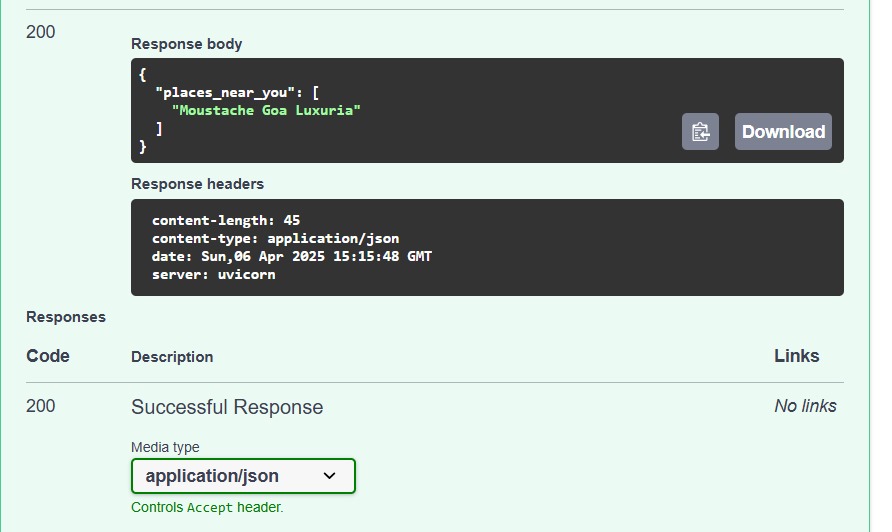 200
Response body
{
  "places_near_you": [
    "Moustache Goa Luxuria"
  ]
}
Download
Response headers
content-length: 45
content-type: application/json
date: Sun,06 Apr 2025 15:15:48 GMT
server: uvicorn
Responses
Code Description Links
200 Successful Response No links
Media type
application/json
Controls Accept header.